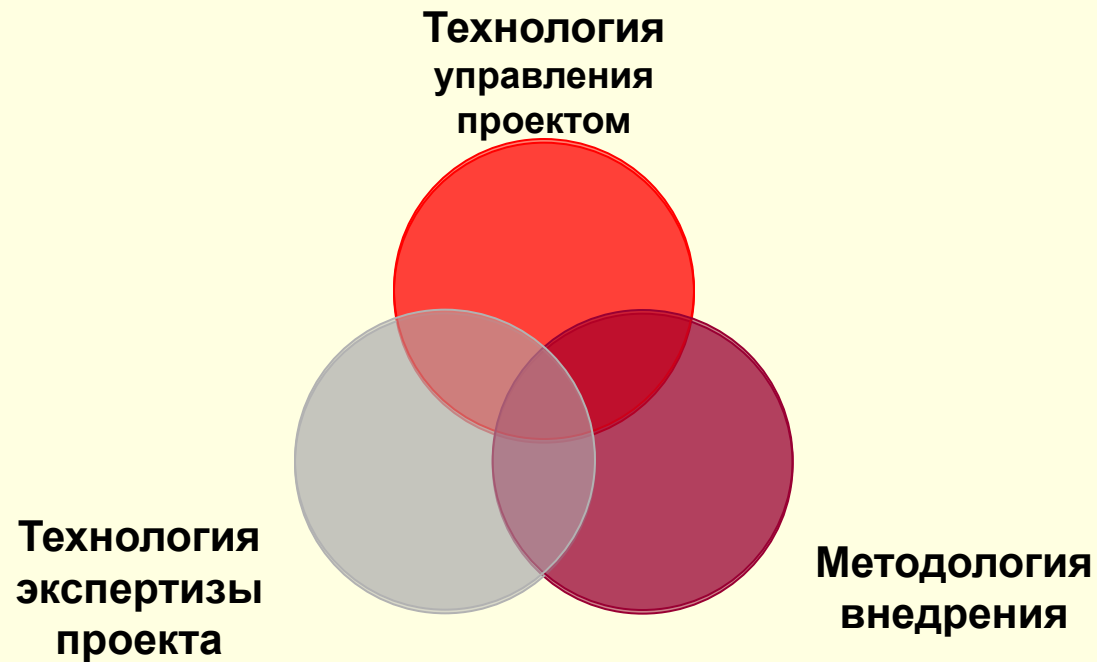 Технология
управления
проектом
Технология
экспертизы
проекта
Методология
внедрения